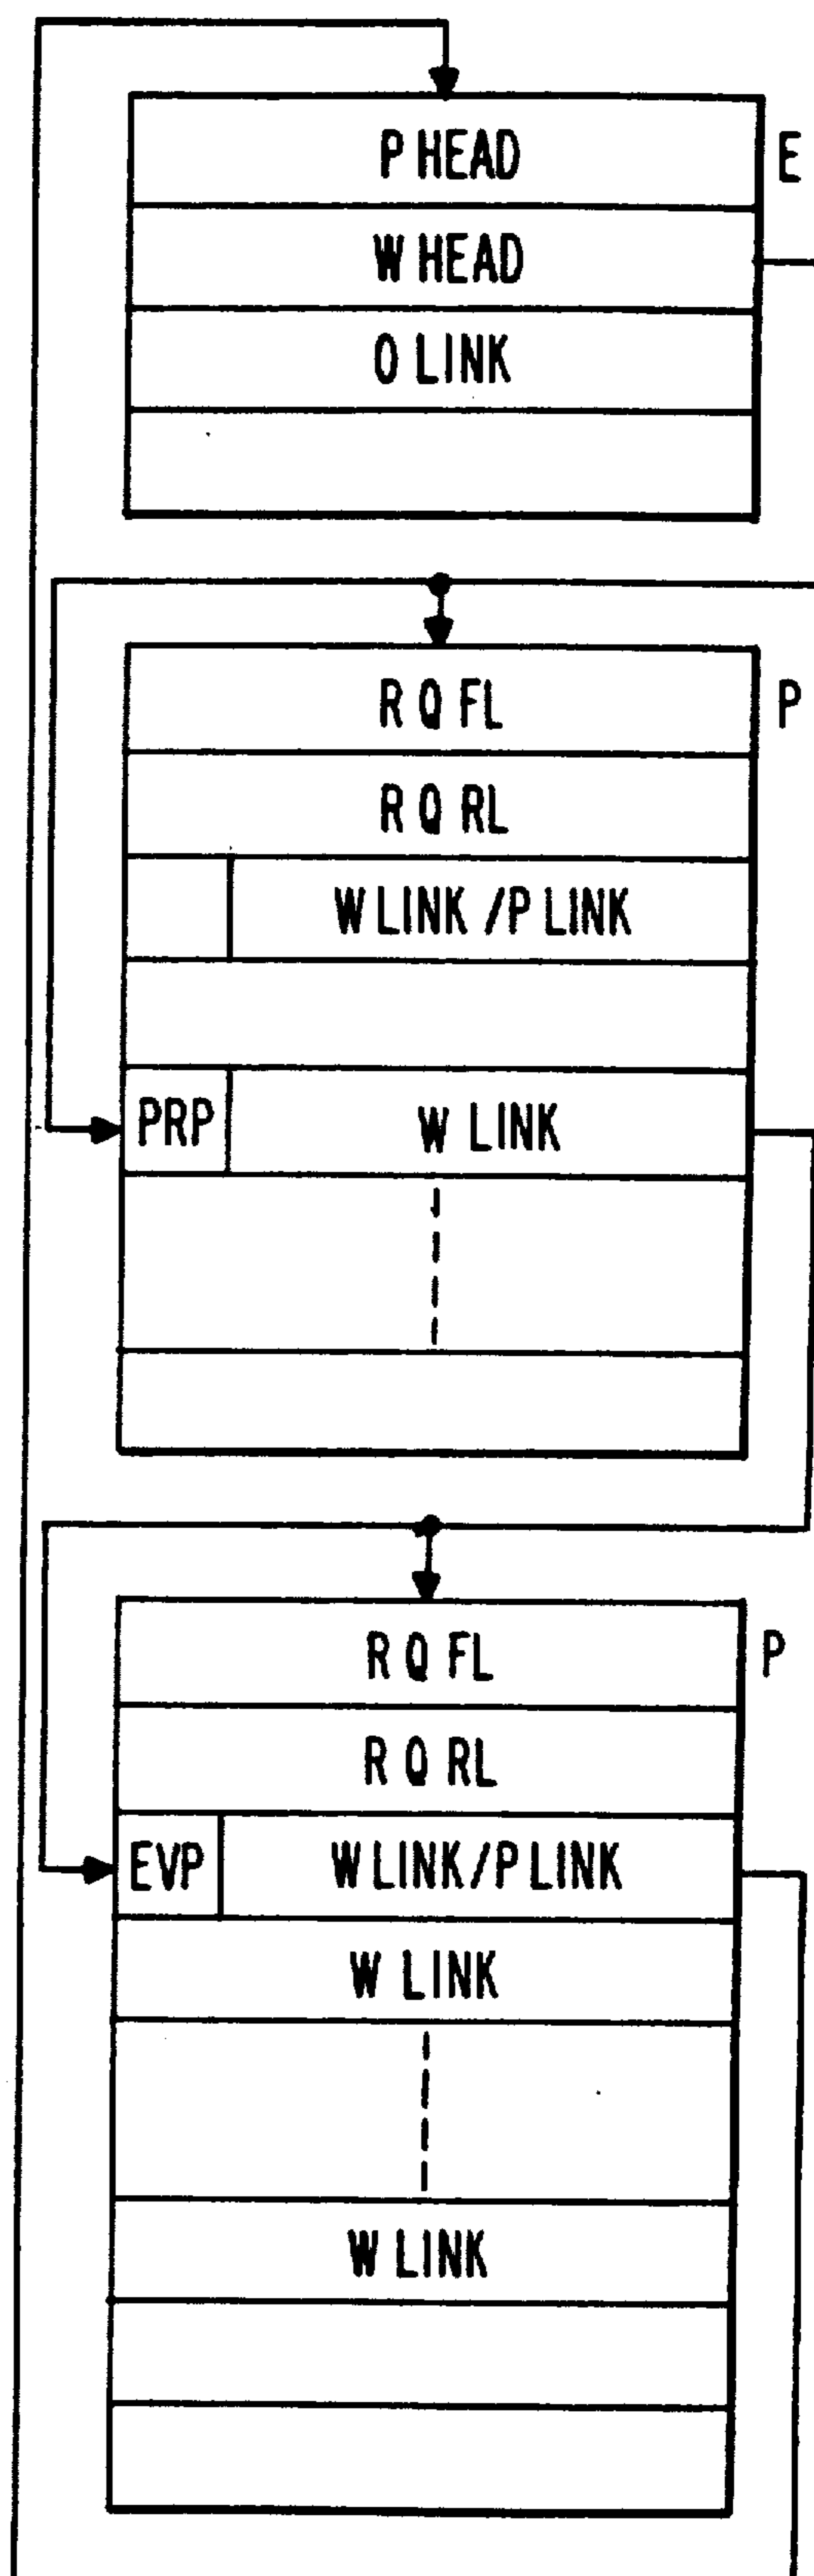 P HEAD E
W HEAD
O LINK
R Q FL P
R Q RL
W LINK / P LINK
PRP W LINK
R Q FL P
R Q RL
EVP W LINK / P LINK
W LINK
W LINK